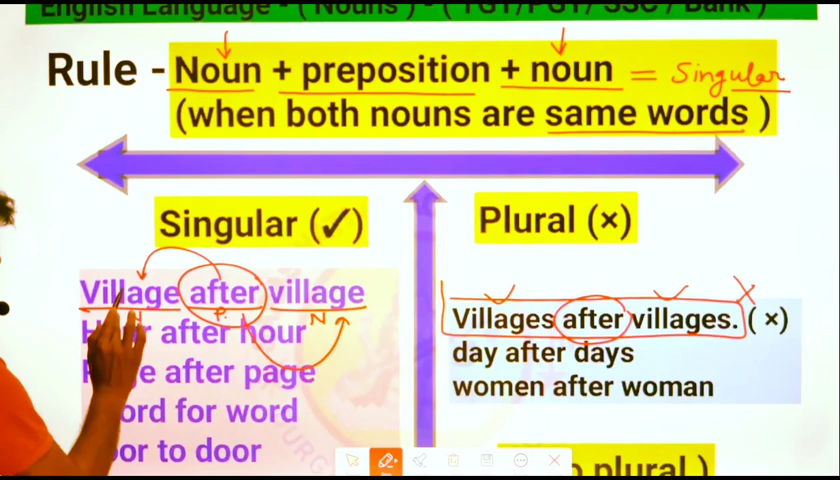 English Language - ( Nouns ) - ( TGT/PGT/ SSC / Bank )
Rule - Noun + preposition + noun = Singular
(when both nouns are same words )
Singular (✓)
Village after village
P. N
after hour
after page
for word
to door
Plural (×)
Villages after villages. ( ×)
day after days
women after woman
plural )